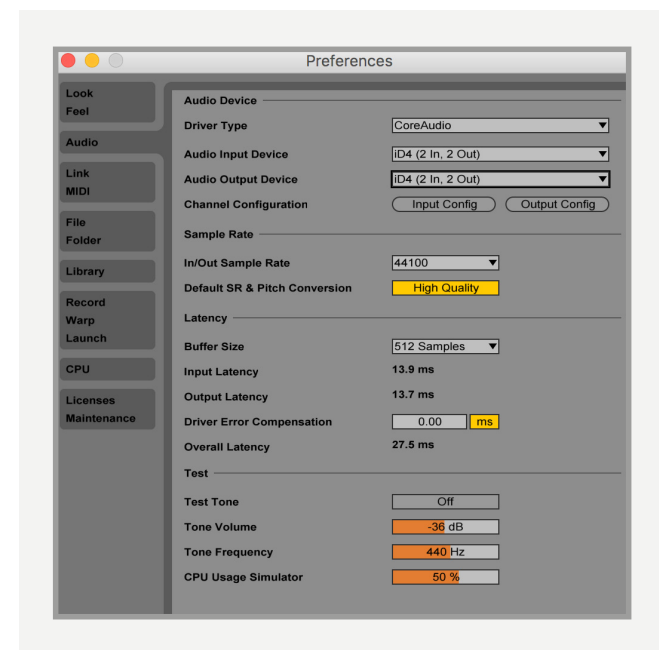 Preferences
Look
Feel
Audio
Link
MIDI
File
Folder
Library
Record
Warp
Launch
CPU
Licenses
Maintenance
Audio Device
Driver Type CoreAudio
Audio Input Device iD4 (2 In, 2 Out)
Audio Output Device iD4 (2 In, 2 Out)
Channel Configuration Input Config Output Config
Sample Rate
In/Out Sample Rate 44100
Default SR & Pitch Conversion High Quality
Latency
Buffer Size 512 Samples
Input Latency 13.9 ms
Output Latency 13.7 ms
Driver Error Compensation 0.00 ms
Overall Latency 27.5 ms
Test
Test Tone Off
Tone Volume -36 dB
Tone Frequency 440 Hz
CPU Usage Simulator 50 %